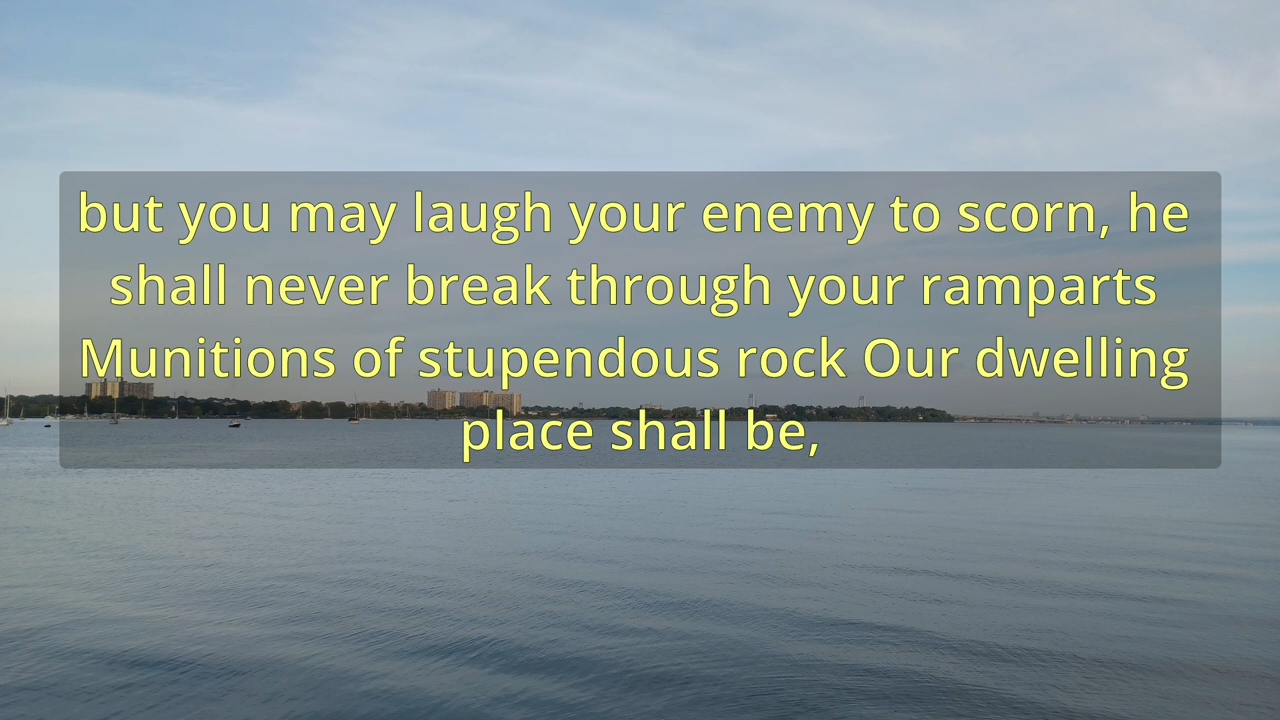 but you may laugh your enemy to scorn, he
shall never break through your ramparts
Munitions of stupendous rock Our dwelling
place shall be,